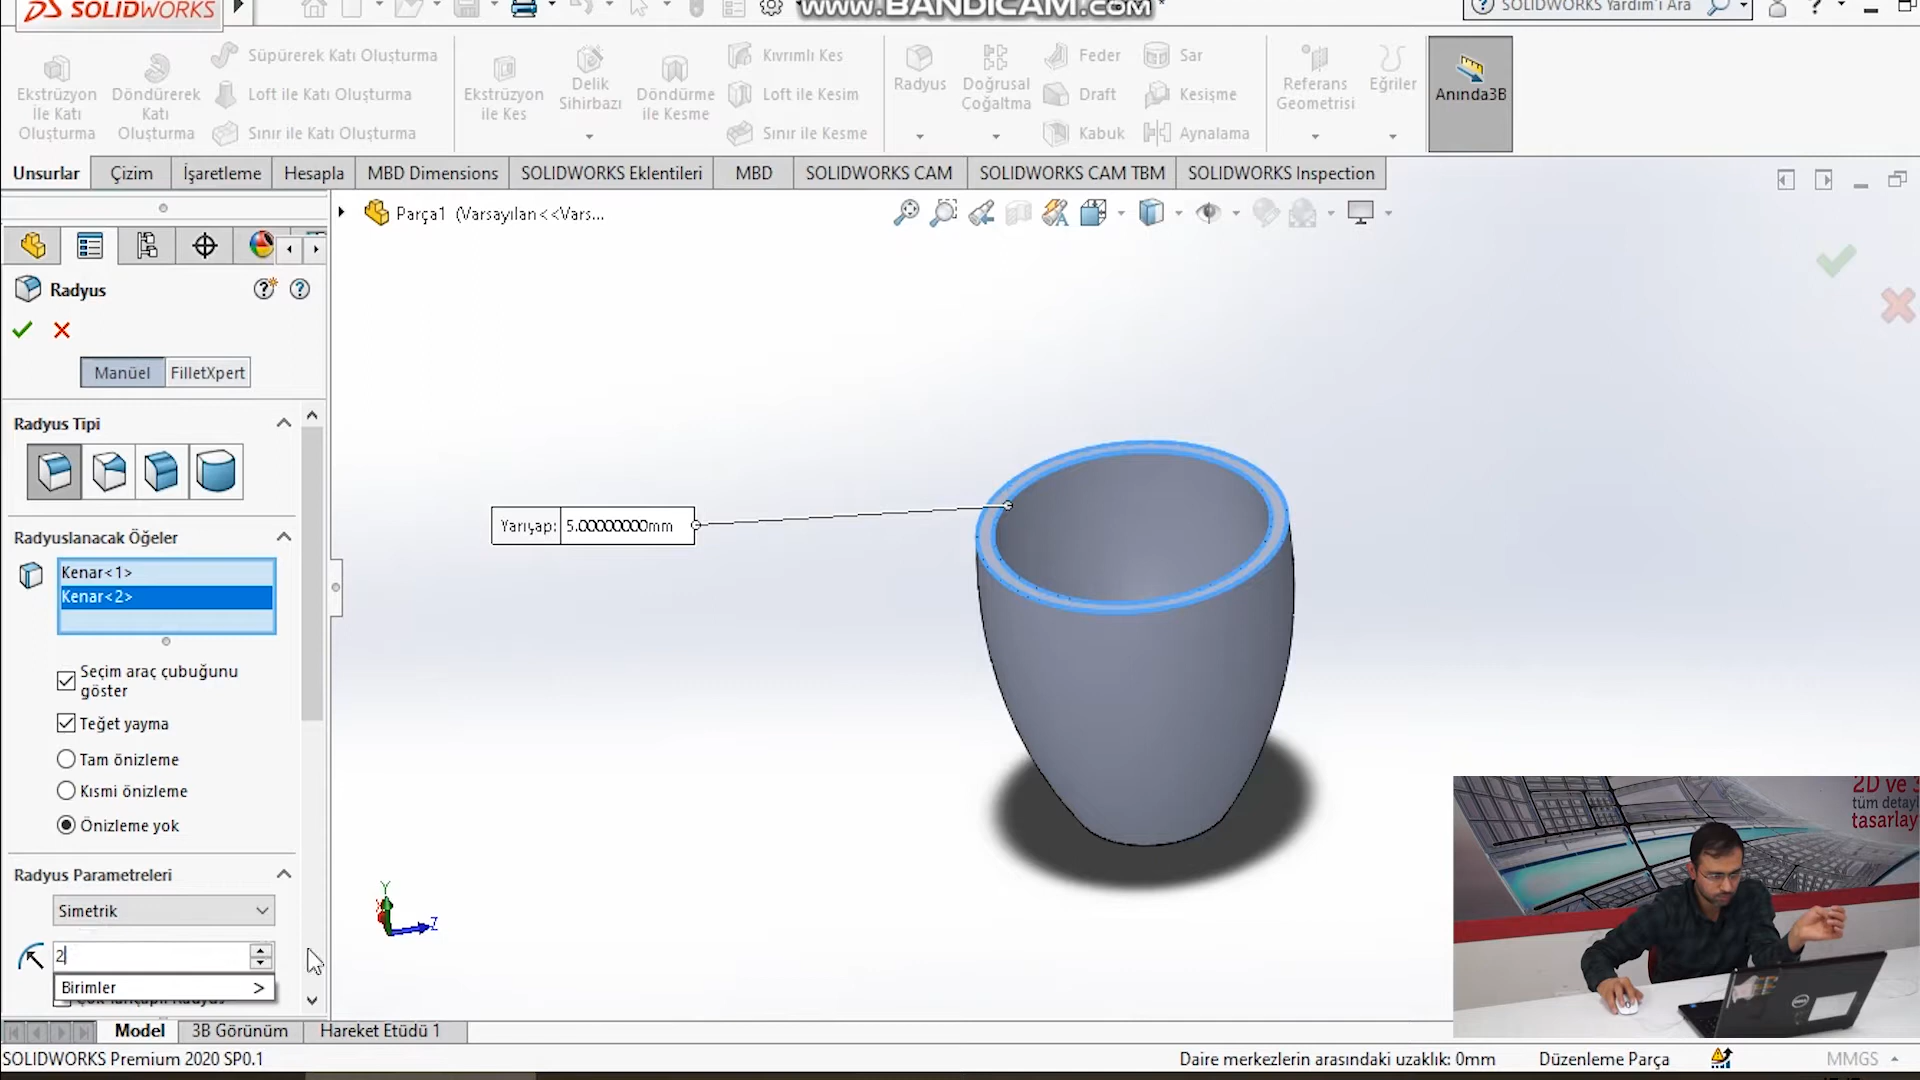 SOLIDWORKS
www.BANDICAM.com
SOLIDWORKS Yardım'ı Ara
Ekstrüzyon İle Katı Oluşturma
Döndürerek Katı Oluşturma
Süpürerek Katı Oluşturma
Loft ile Katı Oluşturma
Sınır ile Katı Oluşturma
Ekstrüzyon ile Kes
Delik Sihirbazı
Döndürme ile Kesme
Kıvrımlı Kes
Loft ile Kesim
Sınır ile Kesme
Radyus
Doğrusal Çoğaltma
Feder
Draft
Kabuk
Sar
Kesişme
Aynalama
Referans Geometrisi
Eğriler
Anında3B
Unsurlar
Çizim
İşaretleme
Hesapla
MBD Dimensions
SOLIDWORKS Eklentileri
MBD
SOLIDWORKS CAM
SOLIDWORKS CAM TBM
SOLIDWORKS Inspection
Parça1 (Varsayılan<<Vars...
Radyus
Manüel
FilletXpert
Radyus Tipi
Radyuslanacak Öğeler
Kenar<1>
Kenar<2>
Seçim araç çubuğunu
göster
Teğet yayma
Tam önizleme
Kısmi önizleme
Önizleme yok
Radyus Parametreleri
Simetrik
2
Birimler >
Yarıçap: 5.00000000mm
Y
Z
2D ve 3
tüm detayl
tasarlay
Model
3B Görünüm
Hareket Etüdü 1
SOLIDWORKS Premium 2020 SP0.1
Daire merkezlerin arasındaki uzaklık: 0mm
Düzenleme Parça
MMGS